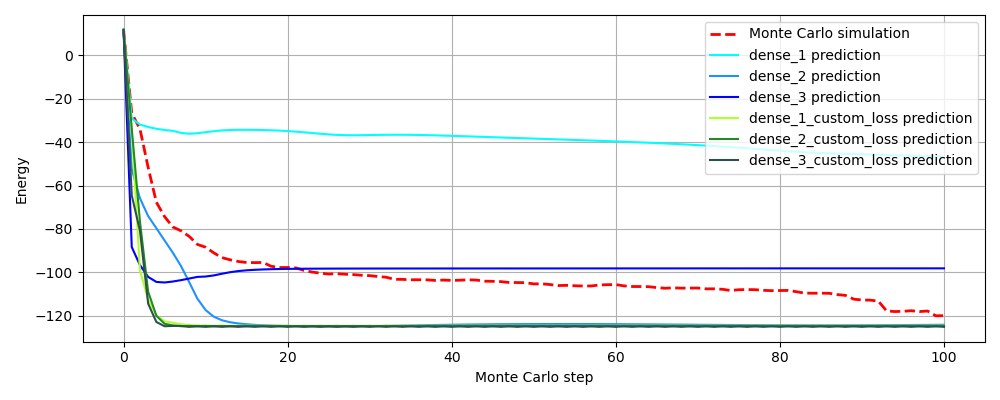 Monte Carlo simulation
dense_1 prediction
dense_2 prediction
dense_3 prediction
dense_1_custom_loss prediction
dense_2_custom_loss prediction
dense_3_custom_loss prediction
Energy
0
−20
−40
−60
−80
−100
−120
0 20 40 60 80 100
Monte Carlo step